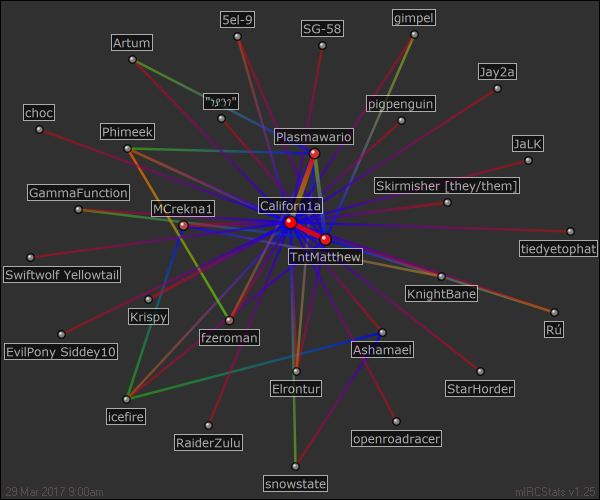 5el-9
SG-58
gimpel
Artum
Jay2a
choc
pigpenguin
Phimeek
Plasmawario
JaLK
GammaFunction
Skirmisher [they/them]
MCrekna1
Californ1a
tiedyetophat
TntMatthew
Swiftwolf Yellowtail
KnightBane
Krispy
Rú
fzeroman
EvilPony Siddey10
Ashamael
Elrontur
StarHorder
icefire
RaiderZulu
openroadracer
snowstate
29 Mar 2017 9:00am
mIRCStats v1.25